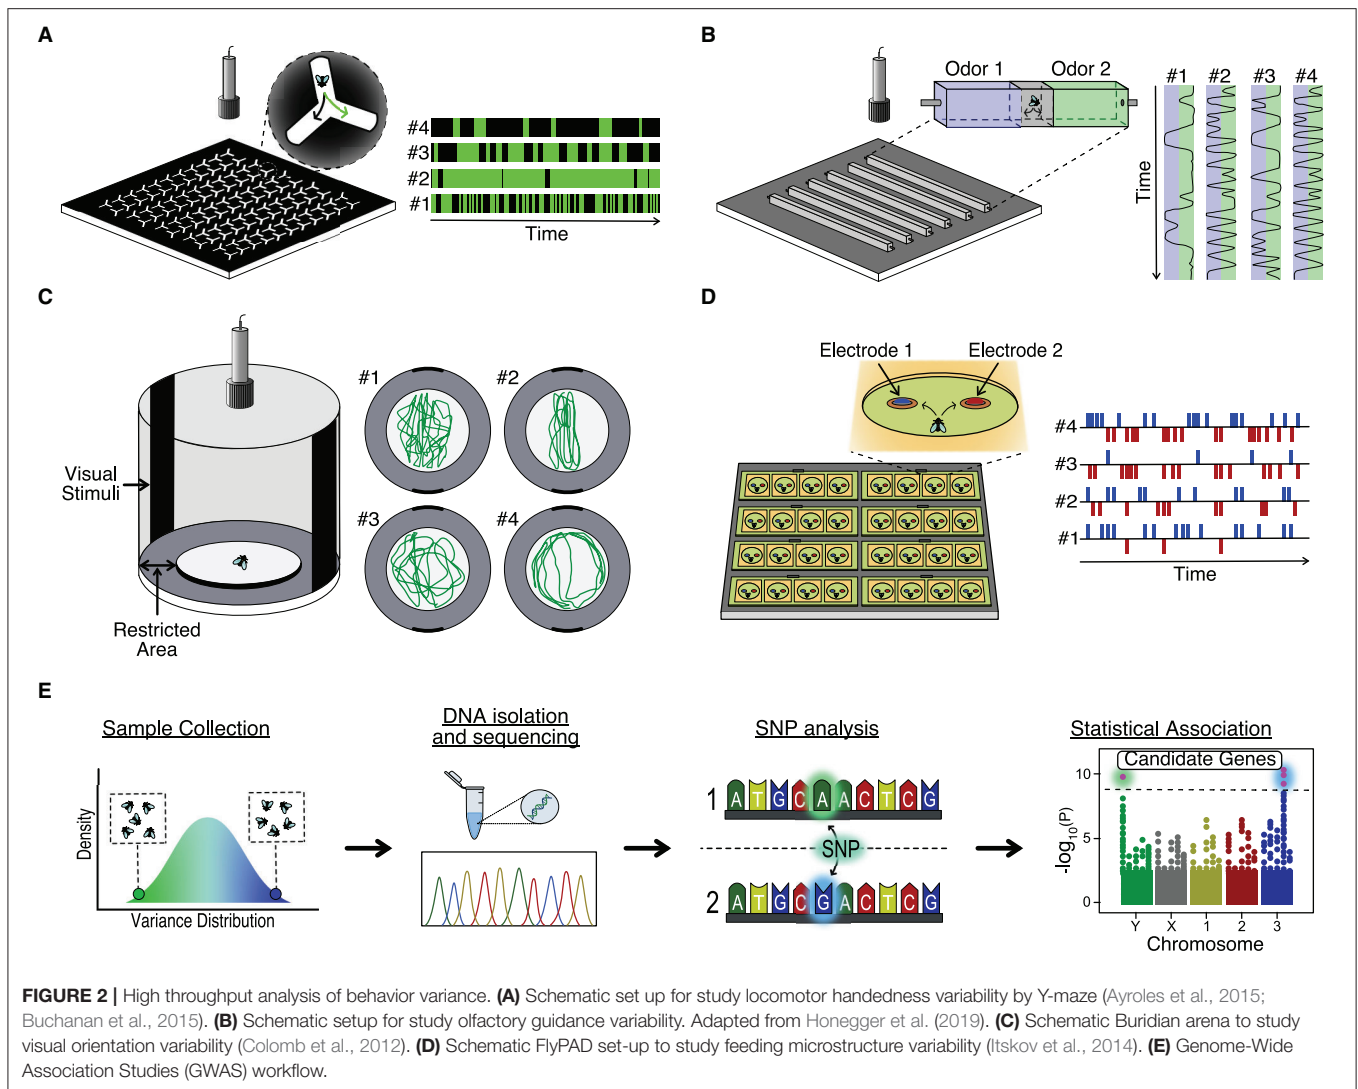 A
#4
#3
#2
#1
Time
B
Odor 1
Odor 2
#1
#2
#3
#4
Time
C
Visual
Stimuli
Restricted
Area
#1
#2
#3
#4
D
Electrode 1
Electrode 2
#4
#3
#2
#1
Time
E
Sample Collection
Density
Variance Distribution
DNA isolation
and sequencing
SNP analysis
1 A T G C A A C T C G
SNP
2 A T G C G A C T C G
Statistical Association
Candidate Genes
10
5
0
-log10(P)
Y X 1 2 3
Chromosome
FIGURE 2 | High throughput analysis of behavior variance. (A) Schematic set up for study locomotor handedness variability by Y-maze (Ayroles et al., 2015;
Buchanan et al., 2015). (B) Schematic setup for study olfactory guidance variability. Adapted from Honegger et al. (2019). (C) Schematic Buridian arena to study
visual orientation variability (Colomb et al., 2012). (D) Schematic FlyPAD set-up to study feeding microstructure variability (Itskov et al., 2014). (E) Genome-Wide
Association Studies (GWAS) workflow.